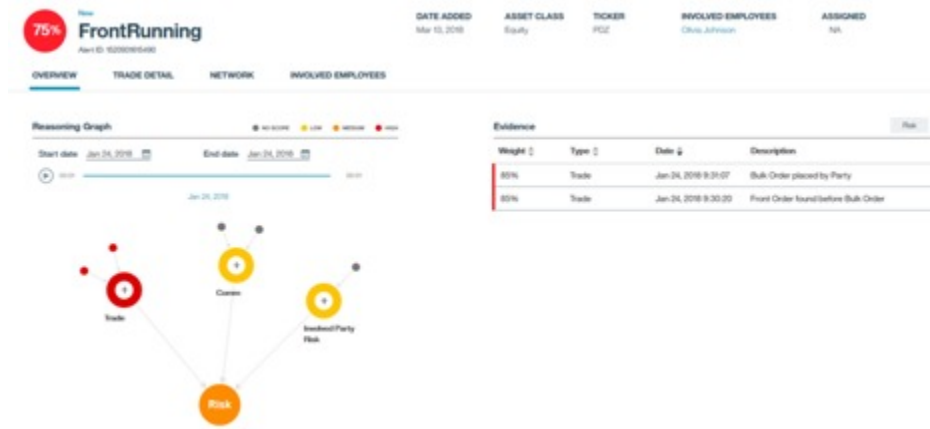 75%
New
FrontRunning
Alert ID:
DATE ADDED
Mar 13, 2018
ASSET CLASS
Equity
TICKER
PDZ
INVOLVED EMPLOYEES
Olivia Johnson
ASSIGNED
NA
OVERVIEW
TRADE DETAIL
NETWORK
INVOLVED EMPLOYEES
Reasoning Graph
NO SCORE
LOW
MEDIUM
HIGH
Start date Jan 24, 2018
End date Jan 24, 2018
Jan 24, 2018
Comm
Trade
Involved Party
Risk
Risk
Evidence
Risk
Weight Type Date Description
85% Trade Jan 24, 2018 9:31:07 Bulk Order placed by Party
85% Trade Jan 24, 2018 9:30:20 Front Order found before Bulk Order